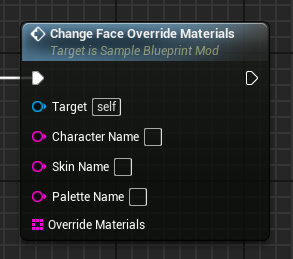 Change Face Override Materials
Target is Sample Blueprint Mod
Target self
Character Name
Skin Name
Palette Name
Override Materials